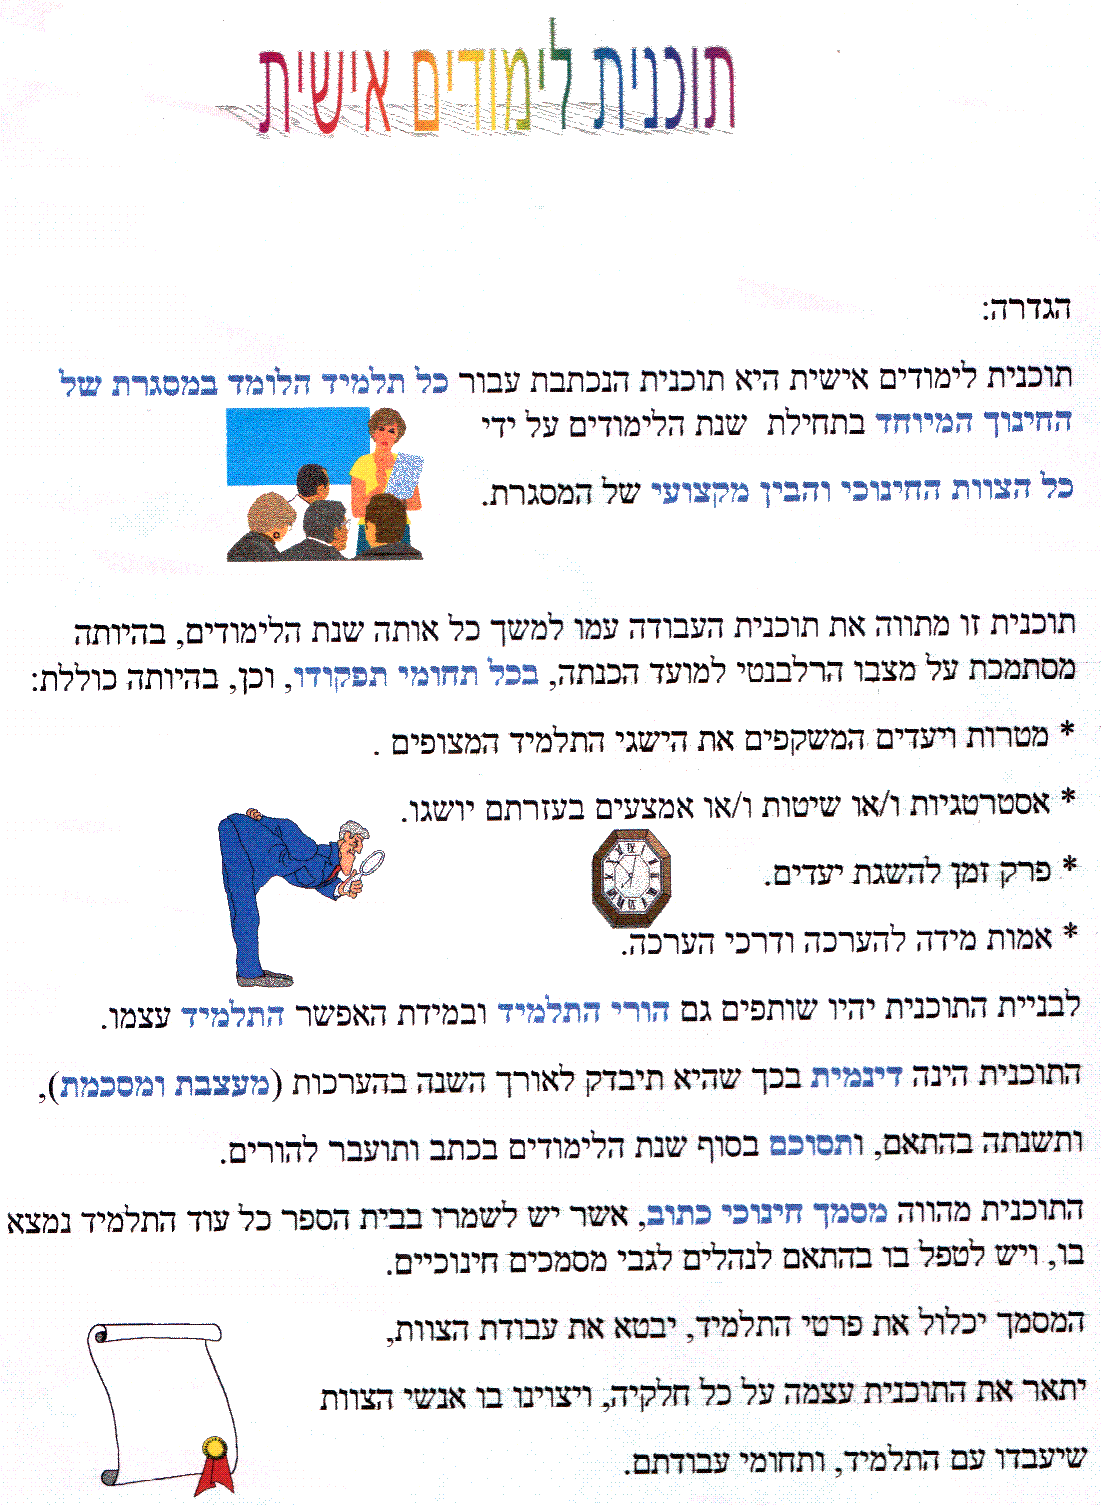 תוכנית לימודים אישית
הגדרה:
תוכנית לימודים אישית היא תוכנית הנכתבת עבור כל תלמיד הלומד במסגרת של
החינוך המיוחד בתחילת שנת הלימודים על ידי
כל הצוות החינוכי והבין מקצועי של המסגרת.
תוכנית זו מתווה את תוכנית העבודה עמו למשך כל אותה שנת הלימודים, בהיותה
מסתמכת על מצבו הרלבנטי למועד הכנתה, בכל תחומי תפקודו, וכן, בהיותה כוללת:
* מטרות ויעדים המשקפים את הישגי התלמיד המצופים .
* אסטרטגיות ו/או שיטות ו/או אמצעים בעזרתם יושגו.
* פרק זמן להשגת יעדים.
* אמות מידה להערכה ודרכי הערכה.
לבניית התוכנית יהיו שותפים גם הורי התלמיד ובמידת האפשר התלמיד עצמו.
התוכנית הינה דינמית בכך שהיא תיבדק לאורך השנה בהערכות (מעצבת ומסכמת),
ותשנתה בהתאם, ותסוכם בסוף שנת הלימודים בכתב ותועבר להורים.
התוכנית מהווה מסמך חינוכי כתוב, אשר יש לשמרו בבית הספר כל עוד התלמיד נמצא
בו, ויש לטפל בו בהתאם לנהלים לגבי מסמכים חינוכיים.
המסמך יכלול את פרטי התלמיד, יבטא את עבודת הצוות,
יתאר את התוכנית עצמה על כל חלקיה, ויצוינו בו אנשי הצוות
שיעבדו עם התלמיד, ותחומי עבודתם.